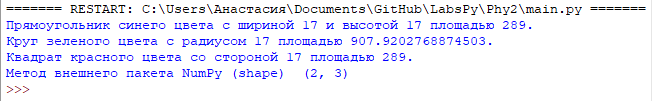 ======= RESTART: C:\Users\Анастасия\Documents\GitHub\LabsPy\Phy2\main.py =======
Прямоугольник синего цвета с шириной 17 и высотой 17 площадью 289.
Круг зеленого цвета с радиусом 17 площадью 907.9202768874503.
Квадрат красного цвета со стороной 17 площадью 289.
Метод внешнего пакета NumPy (shape)  (2, 3)
>>>